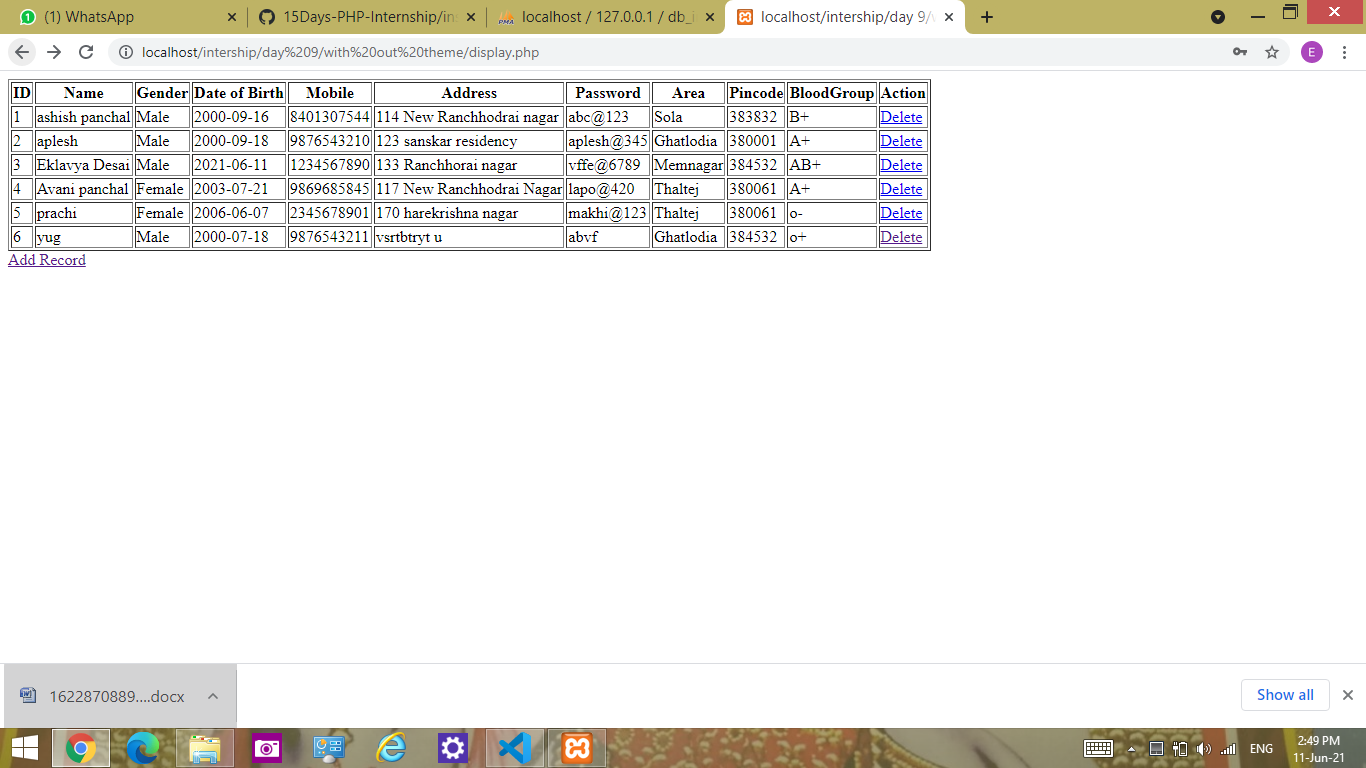 (1) WhatsApp
15Days-PHP-Internship/ins
localhost / 127.0.0.1 / db_i
localhost/intership/day 9/w
localhost/intership/day%209/with%20out%20theme/display.php
E
ID Name Gender Date of Birth Mobile Address Password Area Pincode BloodGroup Action
1 ashish panchal Male 2000-09-16 8401307544 114 New Ranchhodrai nagar abc@123 Sola 383832 B+ Delete
2 aplesh Male 2000-09-18 9876543210 123 sanskar residency aplesh@345 Ghatlodia 380001 A+ Delete
3 Eklavya Desai Male 2021-06-11 1234567890 133 Ranchhorai nagar vffe@6789 Memnagar 384532 AB+ Delete
4 Avani panchal Female 2003-07-21 9869685845 117 New Ranchhodrai Nagar lapo@420 Thaltej 380061 A+ Delete
5 prachi Female 2006-06-07 2345678901 170 harekrishna nagar makhi@123 Thaltej 380061 o- Delete
6 yug Male 2000-07-18 9876543211 vsrtbtryt u abvf Ghatlodia 384532 o+ Delete
Add Record
1622870889....docx
Show all
ENG
2:49 PM
11-Jun-21